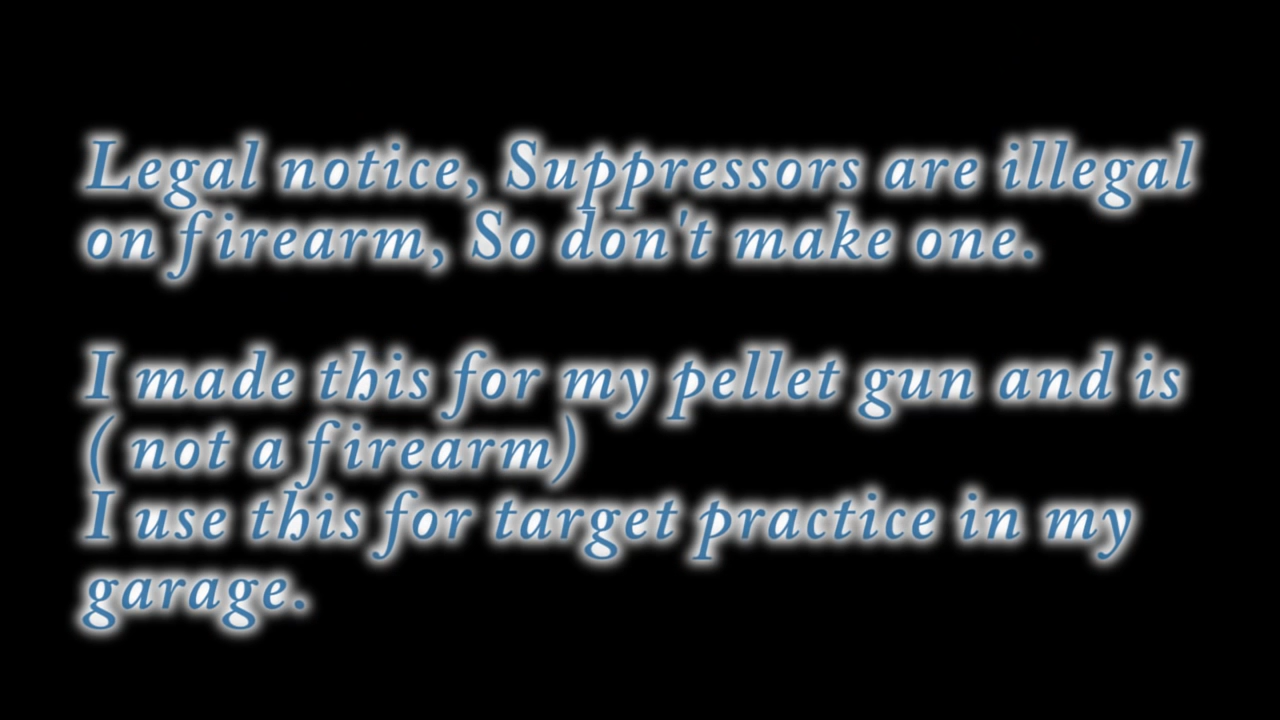 Legal notice, Suppressors are illegal
on firearm, So don't make one.
I made this for my pellet gun and is
( not a firearm)
I use this for target practice in my
garage.